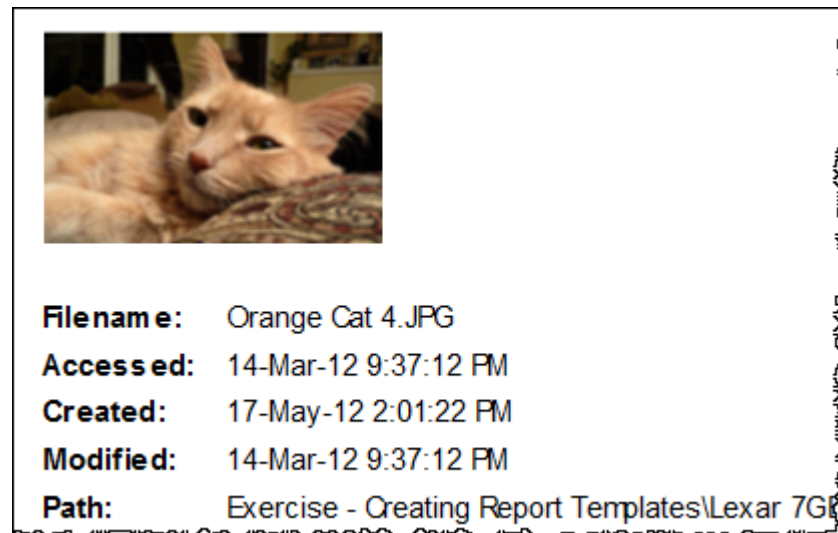 Filename: Orange Cat 4.JPG
Accessed: 14-Mar-12 9:37:12 PM
Created: 17-May-12 2:01:22 PM
Modified: 14-Mar-12 9:37:12 PM
Path: Exercise - Creating Report Templates\Lexar 7G